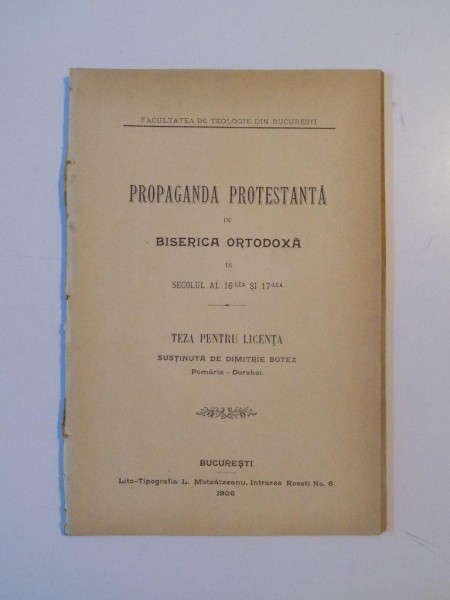 FACULTATEA DE TEOLOGIE DIN BUCURESTI
PROPAGANDA PROTESTANTĂ
IN
BISERICA ORTODOXĂ
ÎN
SECOLUL AL 16-LEA ȘI 17-LEA
TEZA PENTRU LICENȚA
SUSȚINUTĂ DE DIMITRIE BOTEZ
Pomârla - Dorohoi.
BUCUREȘTI
Lito-Tipografia L. Motzătzeanu, Intrarea Rosetti No. 6
1906